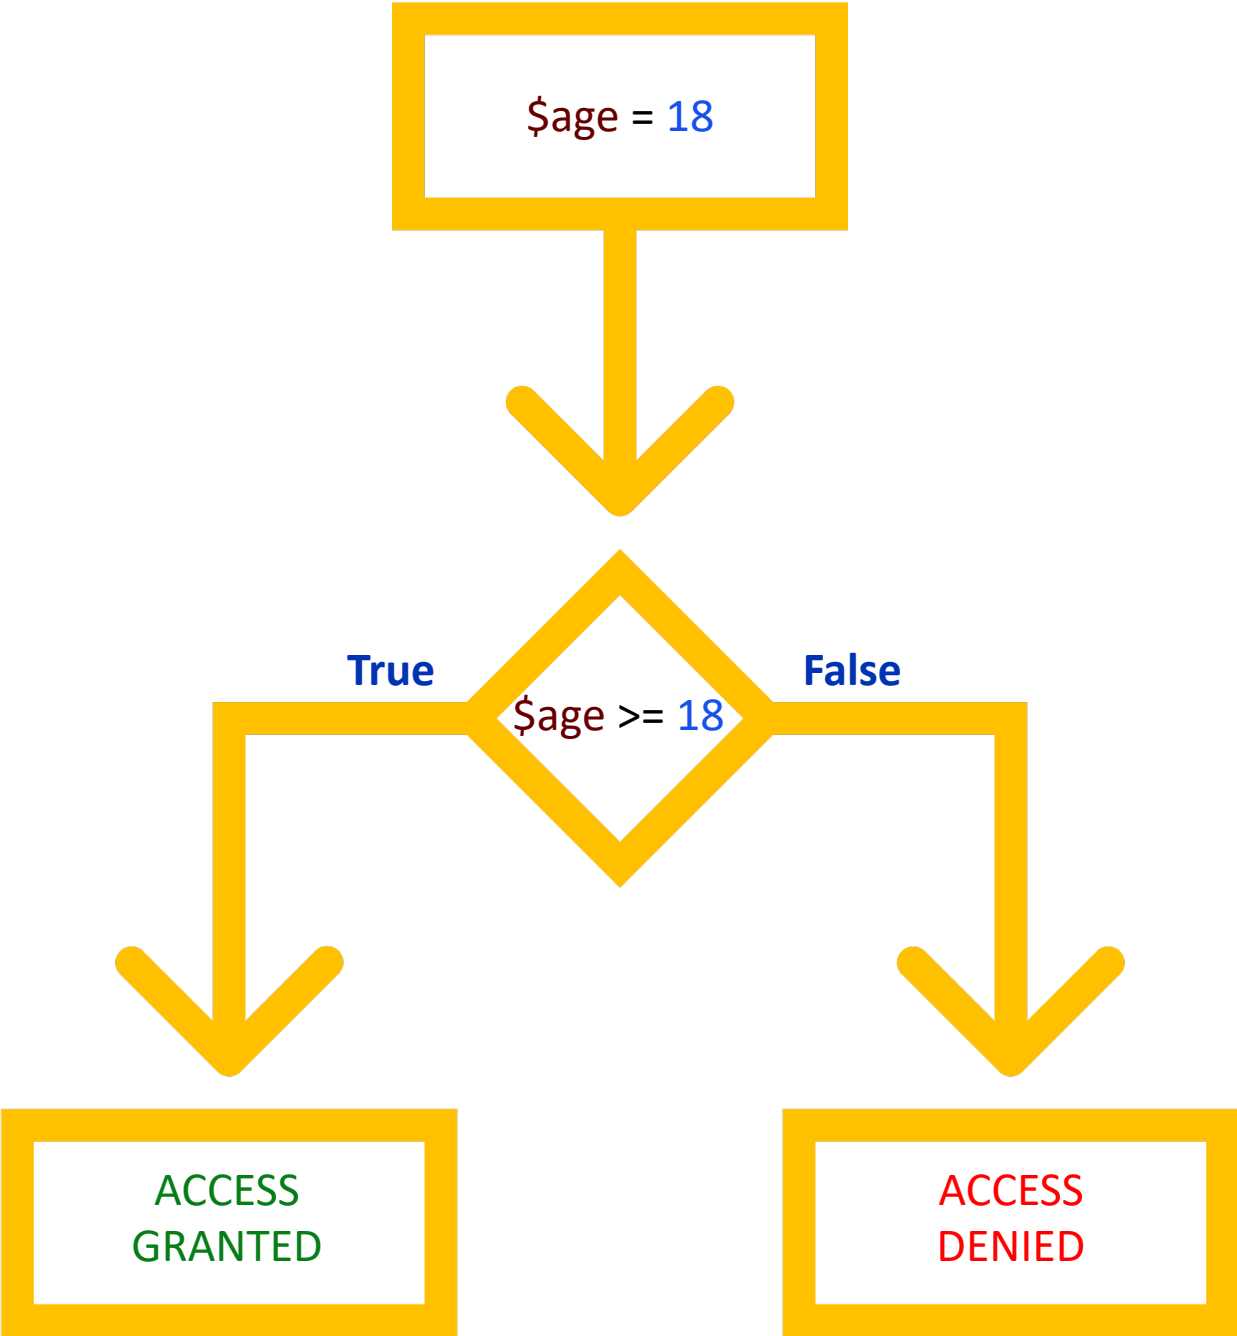 $age = 18
True
False
$age >= 18
ACCESS
GRANTED
ACCESS
DENIED